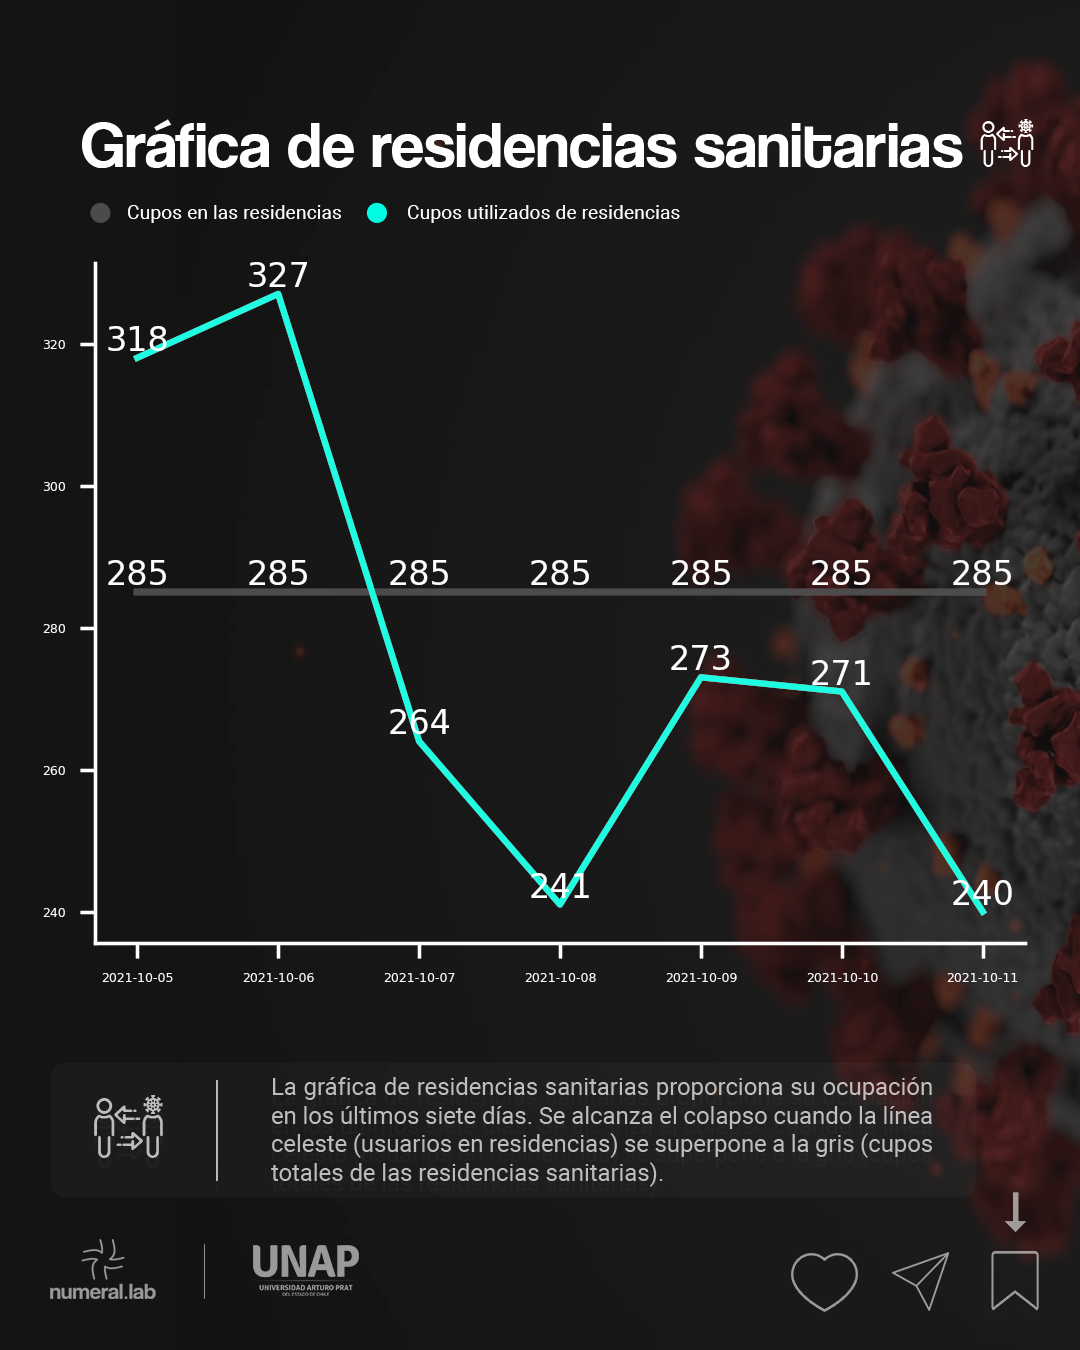 Gráfica de residencias sanitarias
Cupos en las residencias
Cupos utilizados de residencias
327
318
320
300
285 285 285 285 285 285 285
280
273
271
264
260
241
240
240
2021-10-05 2021-10-06 2021-10-07 2021-10-08 2021-10-09 2021-10-10 2021-10-11
La gráfica de residencias sanitarias proporciona su ocupación
en los últimos siete días. Se alcanza el colapso cuando la línea
celeste (usuarios en residencias) se superpone a la gris (cupos
totales de las residencias sanitarias).
numeral.lab
UNAP
UNIVERSIDAD ARTURO PRAT
DEL ESTADO DE CHILE